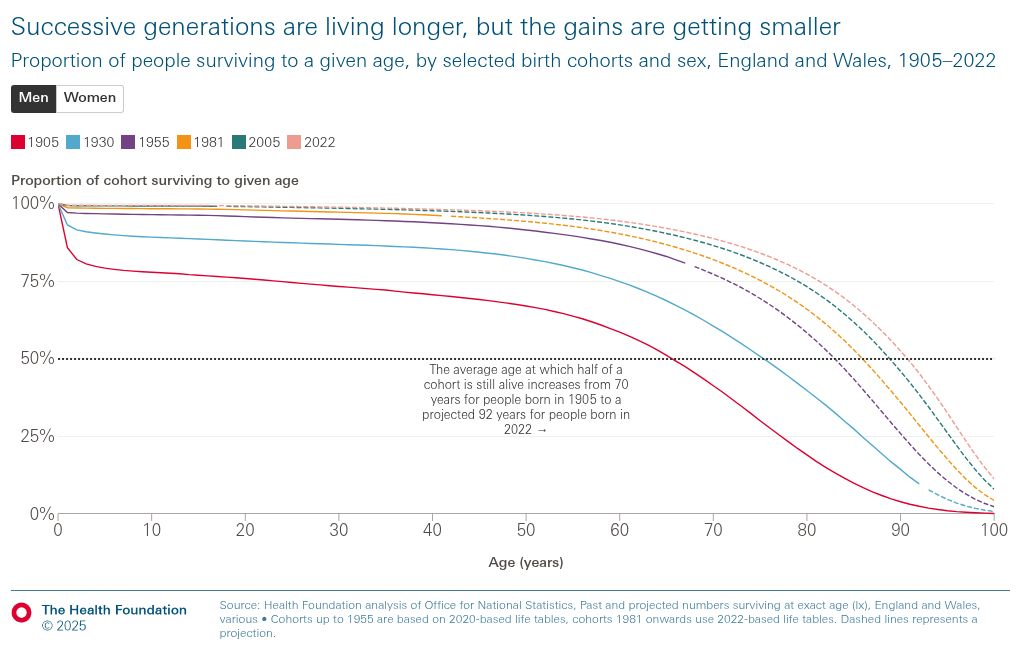 Successive generations are living longer, but the gains are getting smaller
Proportion of people surviving to a given age, by selected birth cohorts and sex, England and Wales, 1905–2022
Men Women
1905 1930 1955 1981 2005 2022
Proportion of cohort surviving to given age
100%
75%
50%
The average age at which half of a
cohort is still alive increases from 70
years for people born in 1905 to a
projected 92 years for people born in
2022 →
25%
0%
0 10 20 30 40 50 60 70 80 90 100
Age (years)
The Health Foundation
© 2025
Source: Health Foundation analysis of Office for National Statistics, Past and projected numbers surviving at exact age (lx), England and Wales,
various • Cohorts up to 1955 are based on 2020-based life tables, cohorts 1981 onwards use 2022-based life tables. Dashed lines represents a
projection.